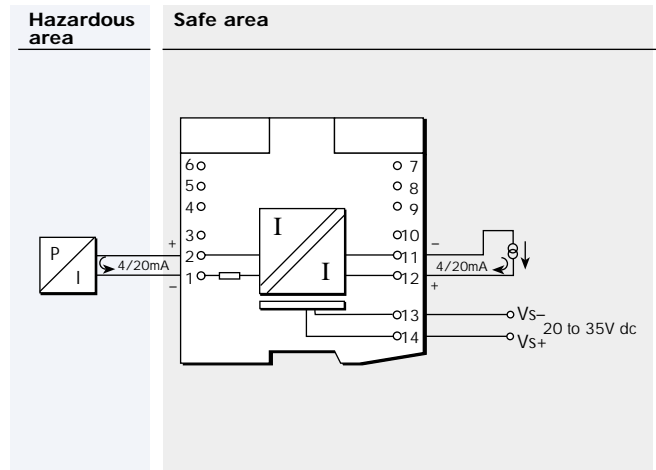 Hazardous
area
Safe area
6
5
4
3
2
1
7
8
9
10
11
12
13
14
I
I
P
I
+
4/20mA
–
–
4/20mA
+
Vs–
20 to 35V dc
Vs+